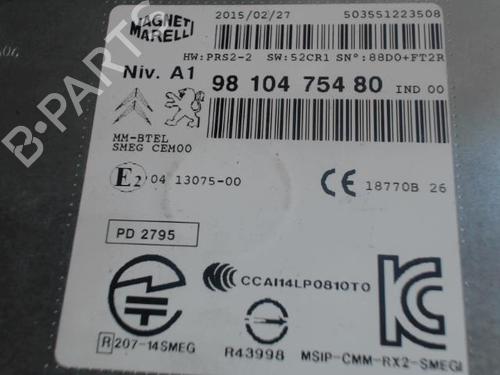 MAGNETI
MARELLI
2015/02/27
503551223508
HW:PRS2-2 SW:52CR1 SN°:88D0+FT2R
Niv. A1
98 104 754 80 IND 00
MM-BTEL
SMEG CEM00
E2 04 13075-00
CE 18770B 26
PD 2795
CCAI14LP0810T0
R 207-14SMEG
R43998
MSIP-CMM-RX2-SMEGI
B-Parts